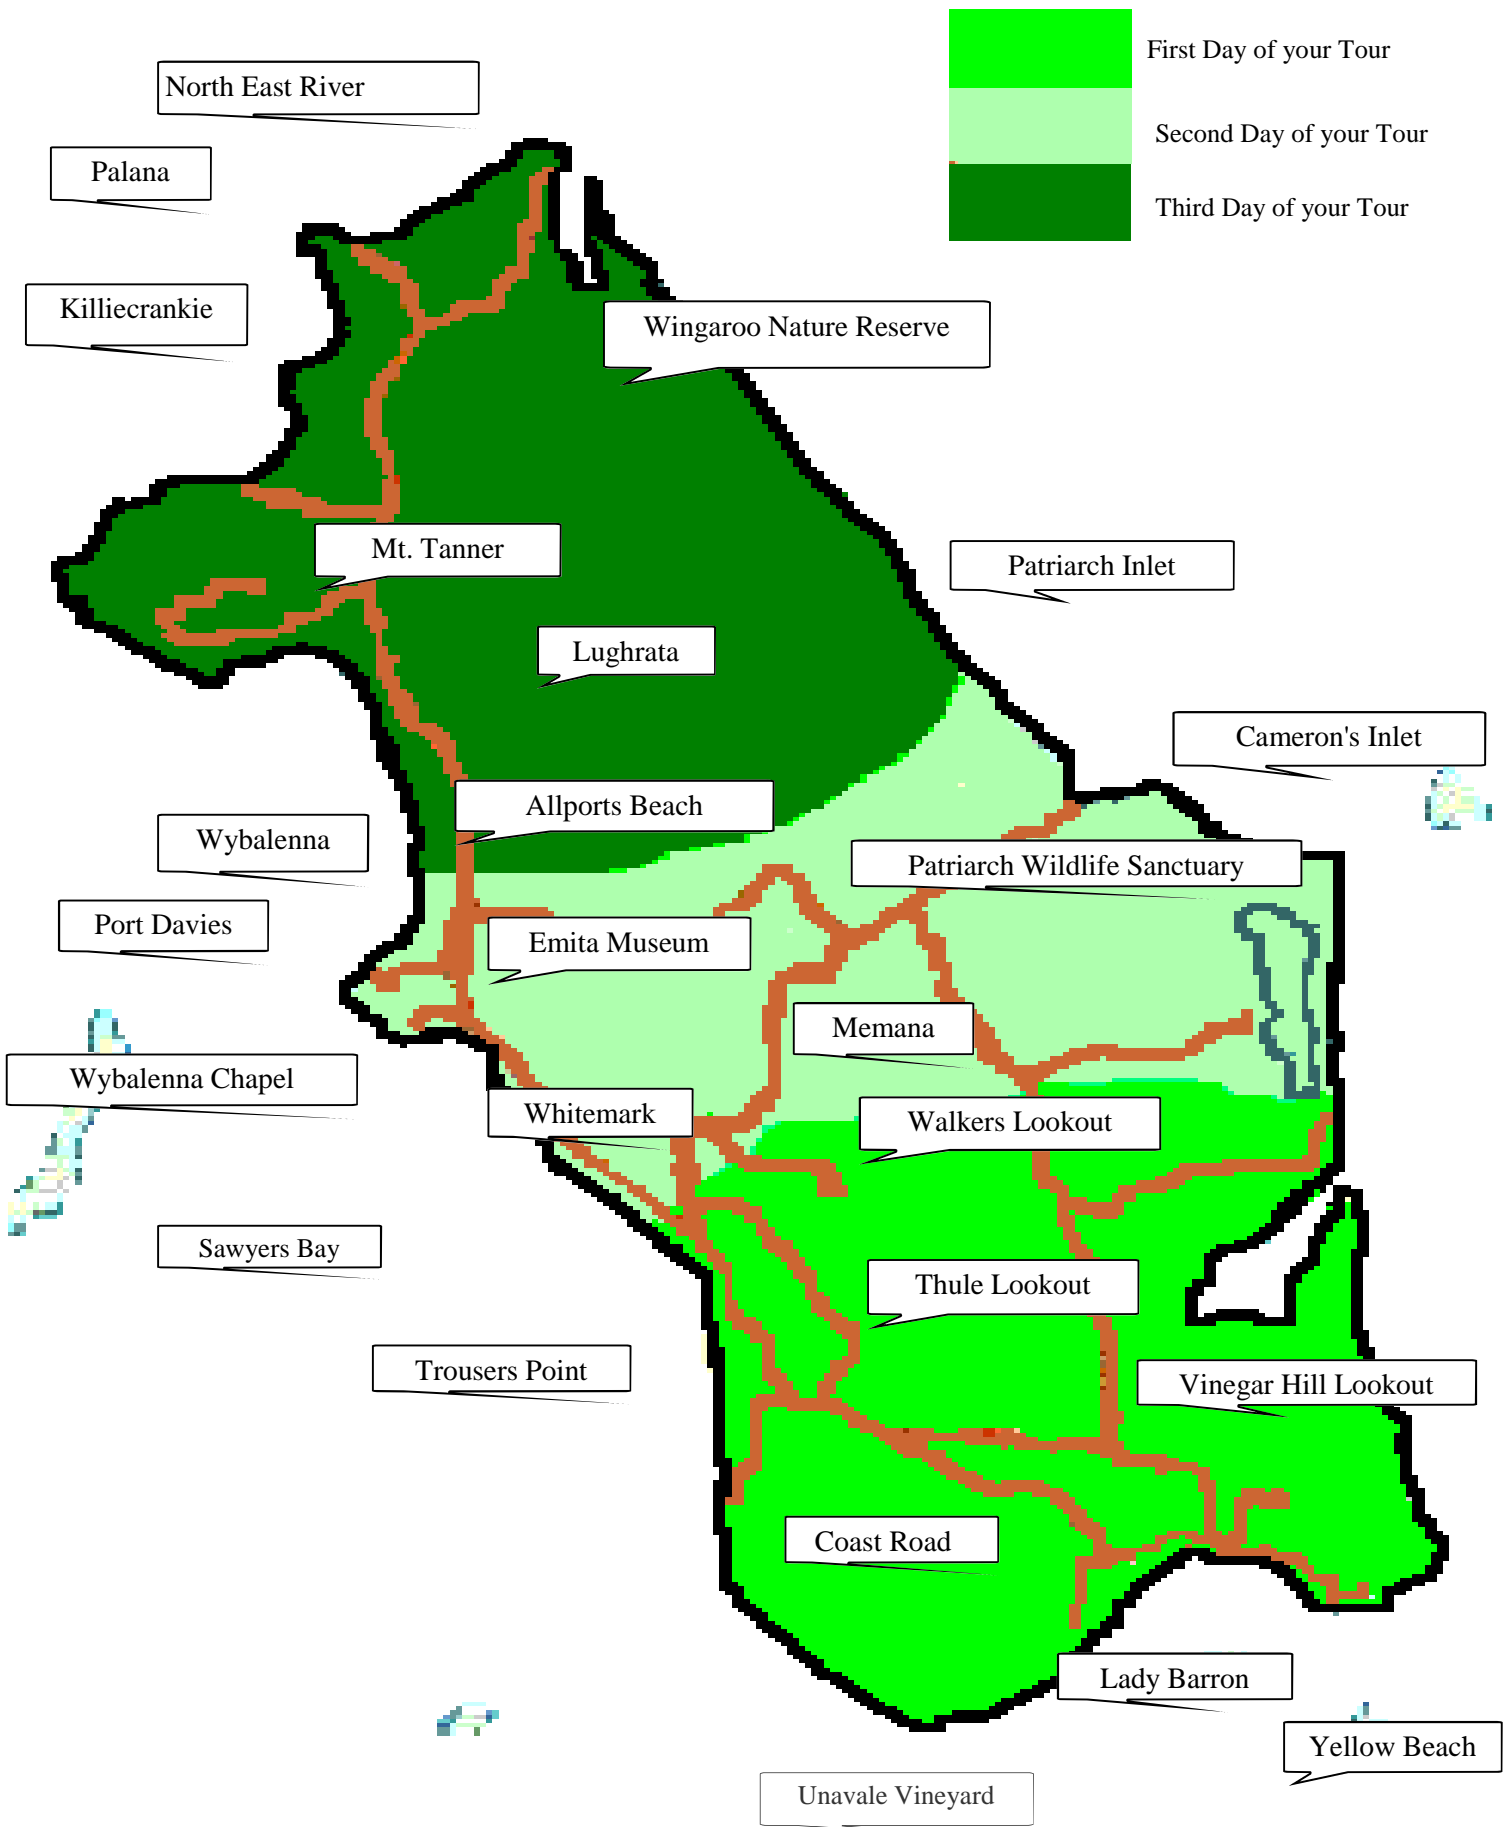 First Day of your Tour
North East River
Second Day of your Tour
Palana
Third Day of your Tour
Killiecrankie
Wingaroo Nature Reserve
Mt. Tanner
Patriarch Inlet
Lughrata
Cameron's Inlet
Allports Beach
Wybalenna
Patriarch Wildlife Sanctuary
Port Davies
Emita Museum
Memana
Wybalenna Chapel
Whitemark
Walkers Lookout
Sawyers Bay
Thule Lookout
Trousers Point
Vinegar Hill Lookout
Coast Road
Lady Barron
Yellow Beach
Unavale Vineyard